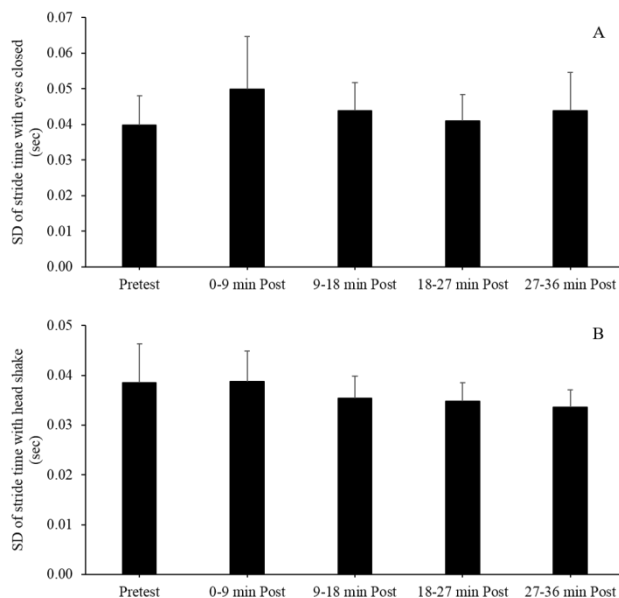 A
SD of stride time with eyes closed
(sec)
0.07
0.06
0.05
0.04
0.03
0.02
0.01
0.00
Pretest 0-9 min Post 9-18 min Post 18-27 min Post 27-36 min Post
B
SD of stride time with head shake
(sec)
0.05
0.04
0.03
0.02
0.01
0.00
Pretest 0-9 min Post 9-18 min Post 18-27 min Post 27-36 min Post